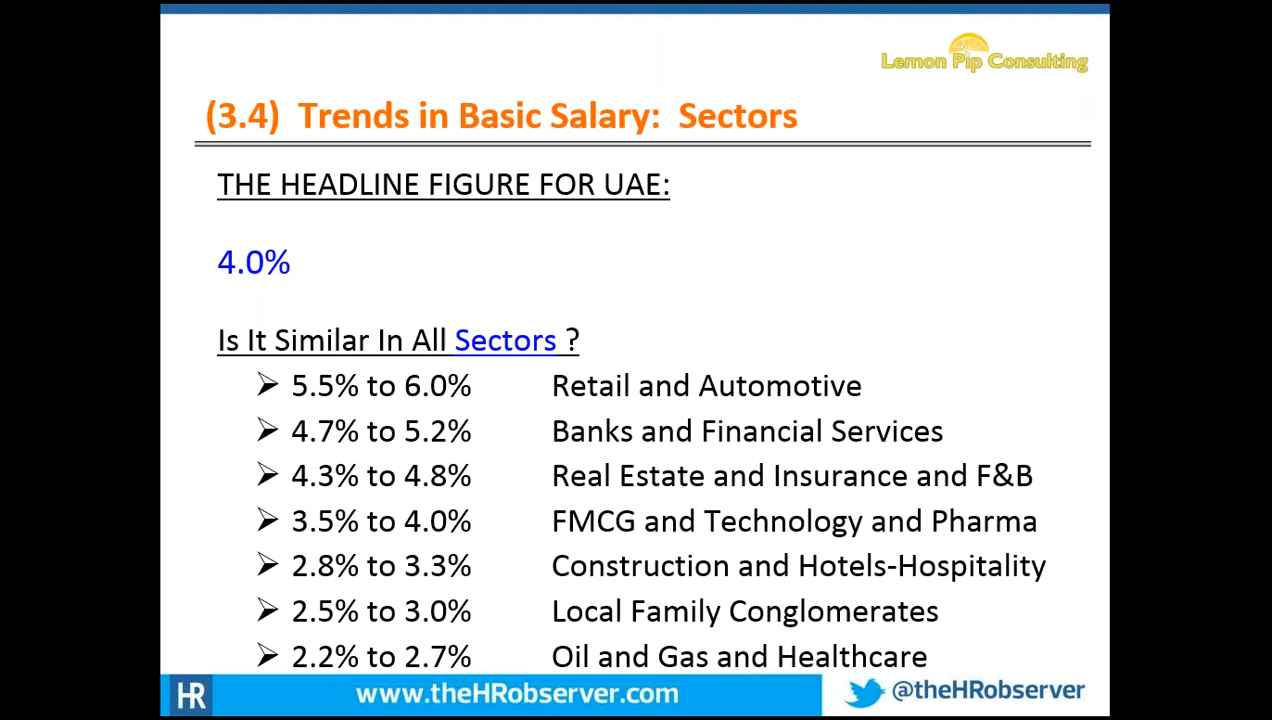 Lemon Pip Consulting
(3.4) Trends in Basic Salary: Sectors
THE HEADLINE FIGURE FOR UAE:
4.0%
Is It Similar In All Sectors ?
➢ 5.5% to 6.0% Retail and Automotive
➢ 4.7% to 5.2% Banks and Financial Services
➢ 4.3% to 4.8% Real Estate and Insurance and F&B
➢ 3.5% to 4.0% FMCG and Technology and Pharma
➢ 2.8% to 3.3% Construction and Hotels-Hospitality
➢ 2.5% to 3.0% Local Family Conglomerates
➢ 2.2% to 2.7% Oil and Gas and Healthcare
HR www.theHRobserver.com @theHRobserver